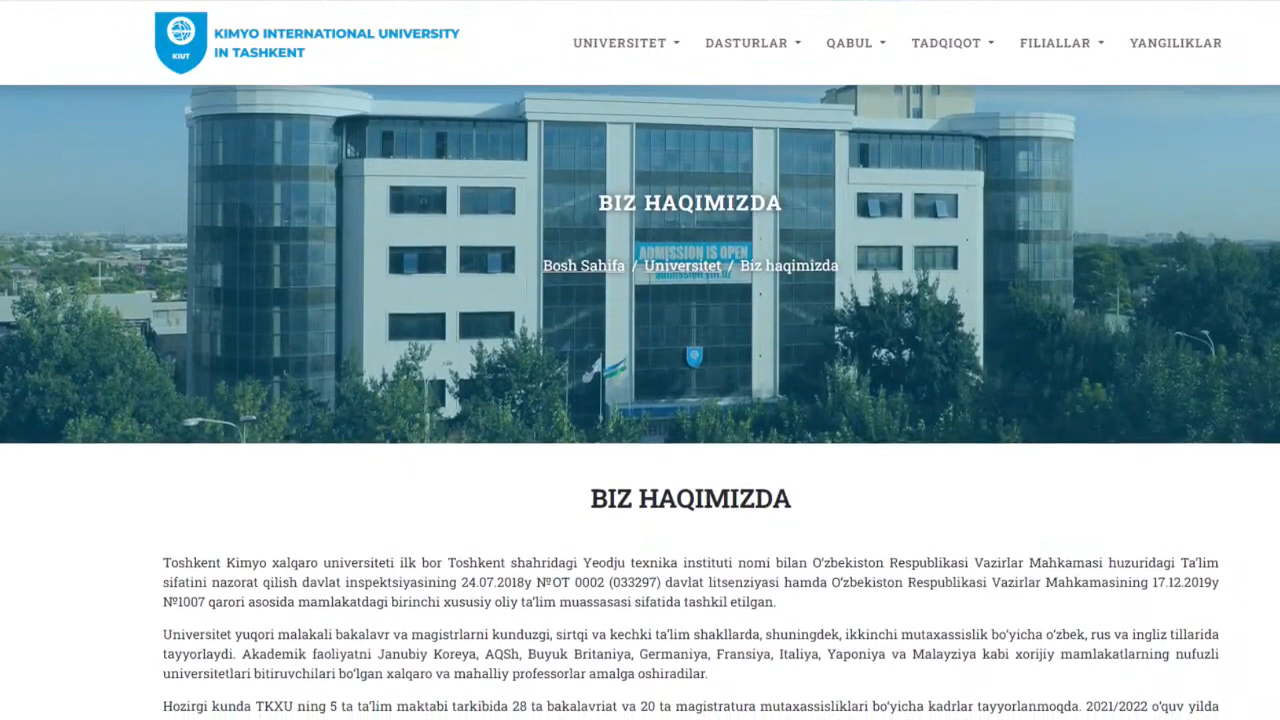 KIMYO INTERNATIONAL UNIVERSITY
IN TASHKENT
KIUT
UNIVERSITET
DASTURLAR
QABUL
TADQIQOT
FILIALLAR
YANGILIKLAR
BIZ HAQIMIZDA
ADMISSION IS OPEN
Bosh Sahifa / Universitet / Biz haqimizda
BIZ HAQIMIZDA
Toshkent Kimyo xalqaro universiteti ilk bor Toshkent shahridagi Yeodju texnika instituti nomi bilan O‘zbekiston Respublikasi Vazirlar Mahkamasi huzuridagi Ta’lim
sifatini nazorat qilish davlat inspektsiyasining 24.07.2018y №OT 0002 (033297) davlat litsenziyasi hamda O‘zbekiston Respublikasi Vazirlar Mahkamasining 17.12.2019y
№1007 qarori asosida mamlakatdagi birinchi xususiy oliy ta’lim muassasasi sifatida tashkil etilgan.
Universitet yuqori malakali bakalavr va magistrlarni kunduzgi, sirtqi va kechki ta’lim shakllarda, shuningdek, ikkinchi mutaxassislik bo‘yicha o‘zbek, rus va ingliz tillarida
tayyorlaydi. Akademik faoliyatni Janubiy Koreya, AQSh, Buyuk Britaniya, Germaniya, Fransiya, Italiya, Yaponiya va Malayziya kabi xorijiy mamlakatlarning nufuzli
universitetlari bitiruvchilari bo‘lgan xalqaro va mahalliy professorlar amalga oshiradilar.
Hozirgi kunda TKXU ning 5 ta ta’lim maktabi tarkibida 28 ta bakalavriat va 20 ta magistratura mutaxassisliklari bo‘yicha kadrlar tayyorlanmoqda. 2021/2022 o‘quv yilda